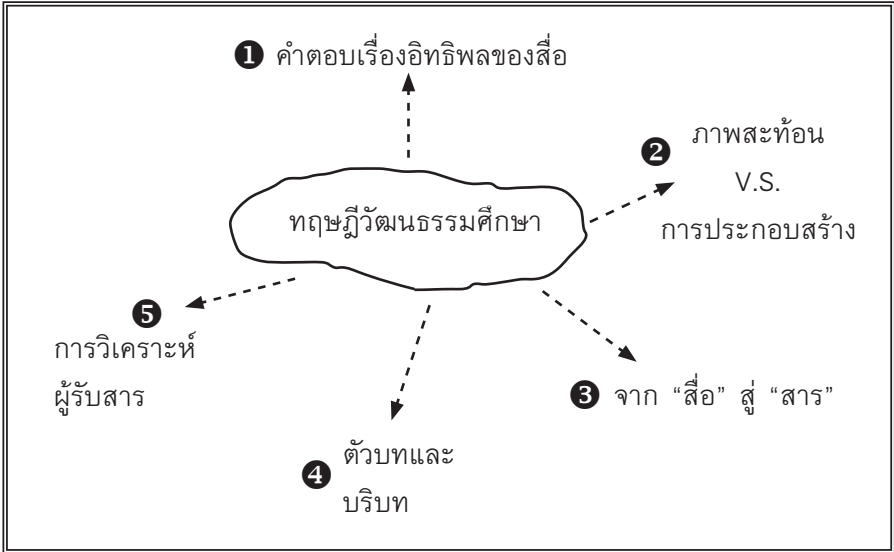 ❶ คำตอบเรื่องอิทธิพลของสื่อ
❷ ภาพสะท้อน
V.S.
การประกอบสร้าง
ทฤษฎีวัฒนธรรมศึกษา
❺
การวิเคราะห์
ผู้รับสาร
❸ จาก “สื่อ” สู่ “สาร”
❹ ตัวบทและ
บริบท